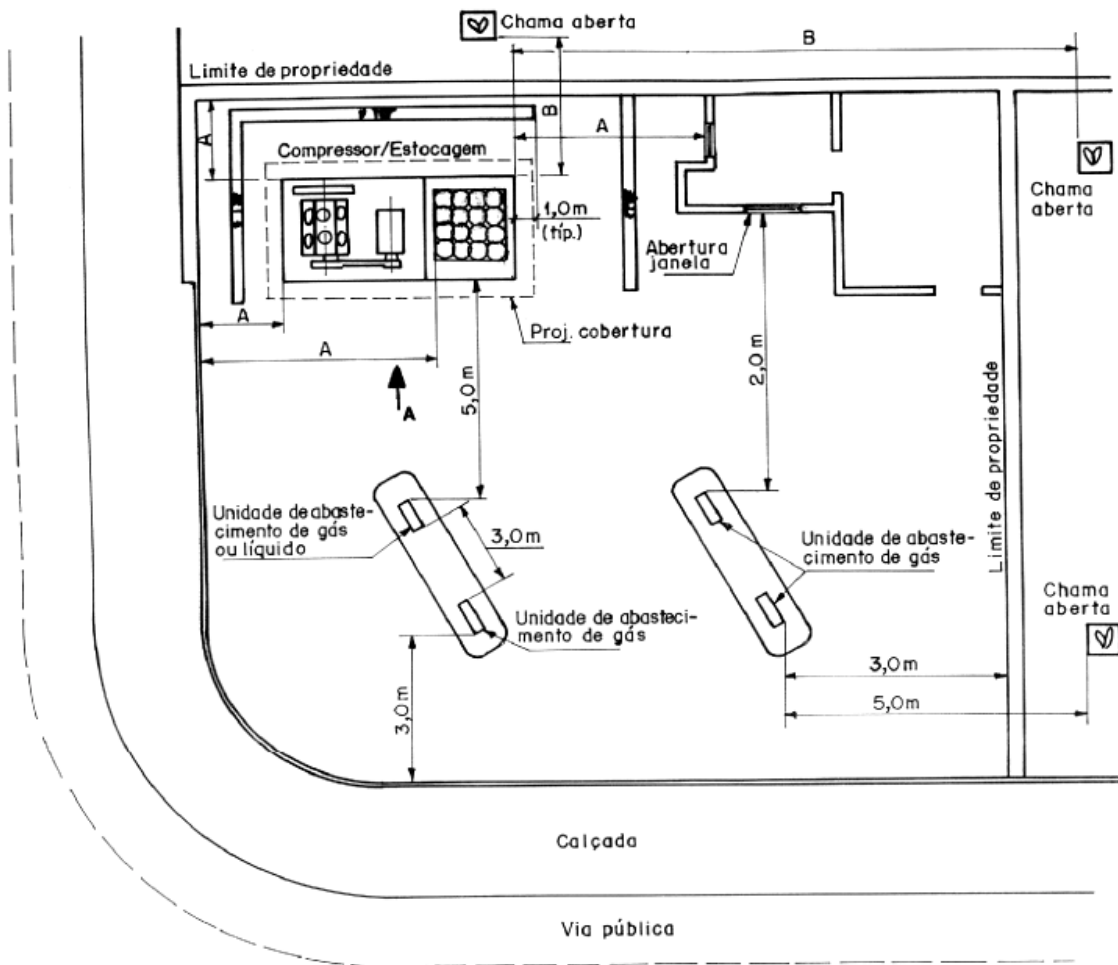 Chama aberta
B
Limite de propriedade
A
B
A
Compressor/Estocagem
1,0m
(típ.)
Chama
aberta
Abertura
janela
A
Proj. cobertura
A
A
5,0m
2,0m
Limite de propriedade
Unidade de abaste-
cimento de gás
ou líquido
3,0m
Unidade de abaste-
cimento de gás
Unidade de abasteci-
mento de gás
Chama
aberta
3,0m
5,0m
3,0m
Calçada
Via pública